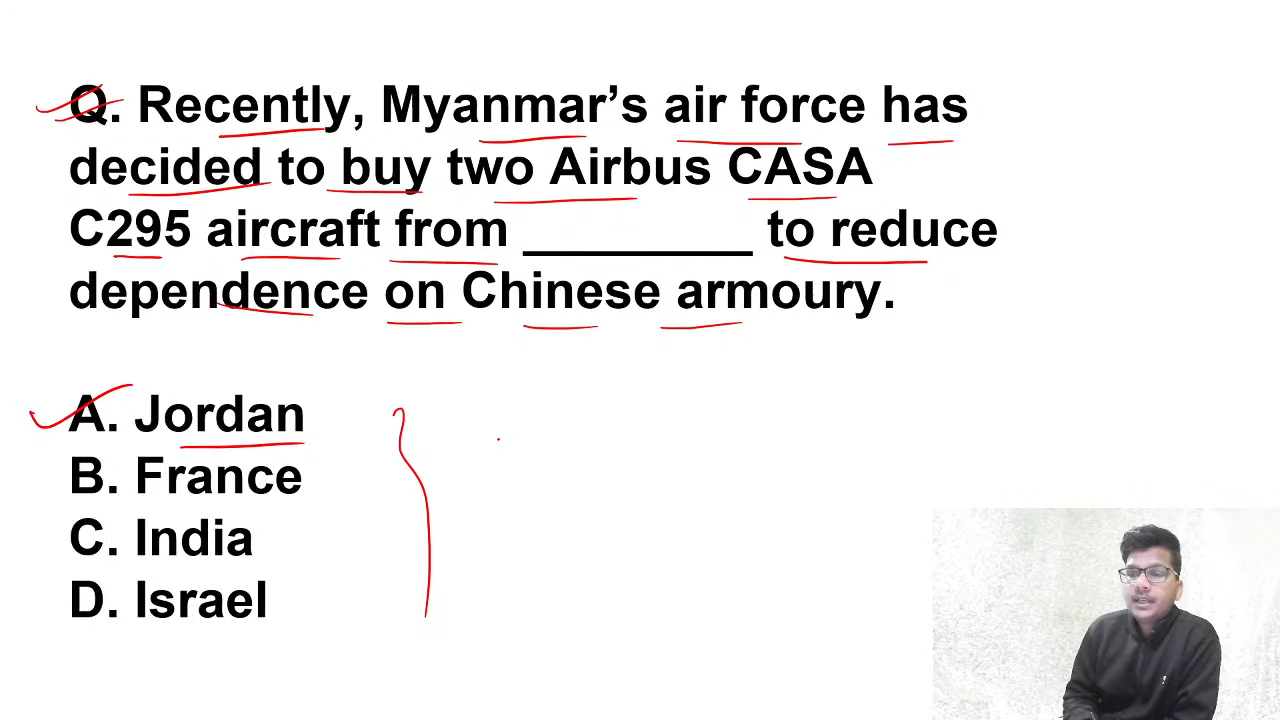 Q. Recently, Myanmar’s air force has
decided to buy two Airbus CASA
C295 aircraft from _________ to reduce
dependence on Chinese armoury.
A. Jordan
B. France
C. India
D. Israel